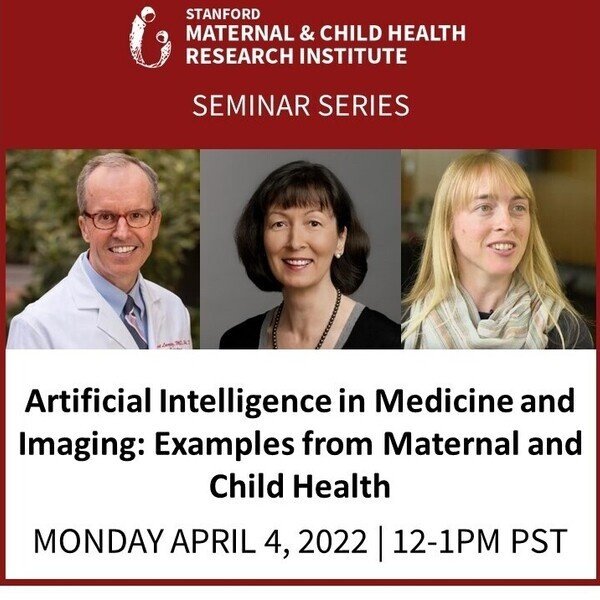 STANFORD
MATERNAL & CHILD HEALTH
RESEARCH INSTITUTE
SEMINAR SERIES
Artificial Intelligence in Medicine and
Imaging: Examples from Maternal and
Child Health
MONDAY APRIL 4, 2022 | 12-1PM PST